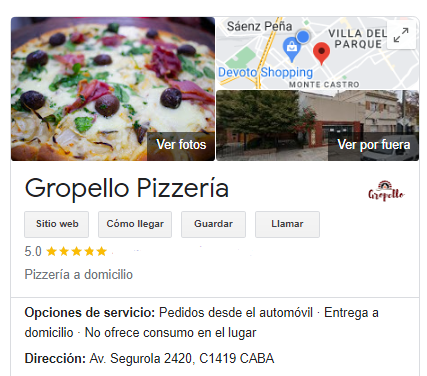 Sáenz Peña
VILLA DEL
PARQUE
Devoto Shopping
MONTE CASTRO
Ver fotos
Ver por fuera
Gropello Pizzería
Gropello
Sitio web
Cómo llegar
Guardar
Llamar
5.0
Pizzería a domicilio
Opciones de servicio: Pedidos desde el automóvil · Entrega a
domicilio · No ofrece consumo en el lugar
Dirección: Av. Segurola 2420, C1419 CABA